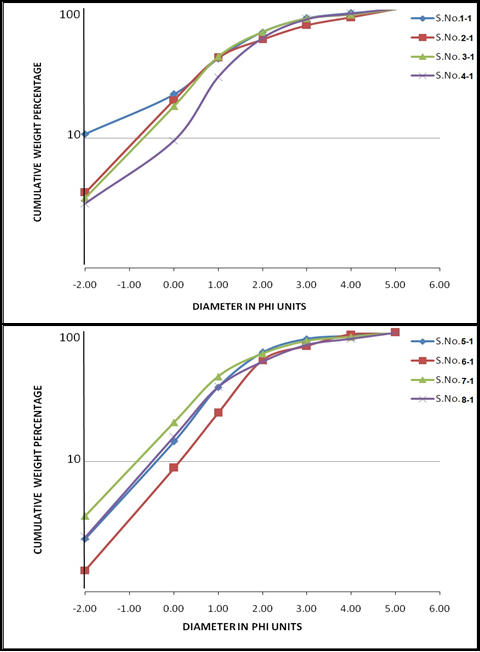 100
10
CUMULATIVE WEIGHT PERCENTAGE
S.No.1-1
S.No.2-1
S.No. 3-1
S.No.4-1
-2.00 -1.00 0.00 1.00 2.00 3.00 4.00 5.00 6.00
DIAMETER IN PHI UNITS
100
10
CUMULATIVE WEIGHT PERCENTAGE
S.No.5-1
S.No. 6-1
S.No.7-1
S.No. 8-1
-2.00 -1.00 0.00 1.00 2.00 3.00 4.00 5.00 6.00
DIAMETER IN PHI UNITS